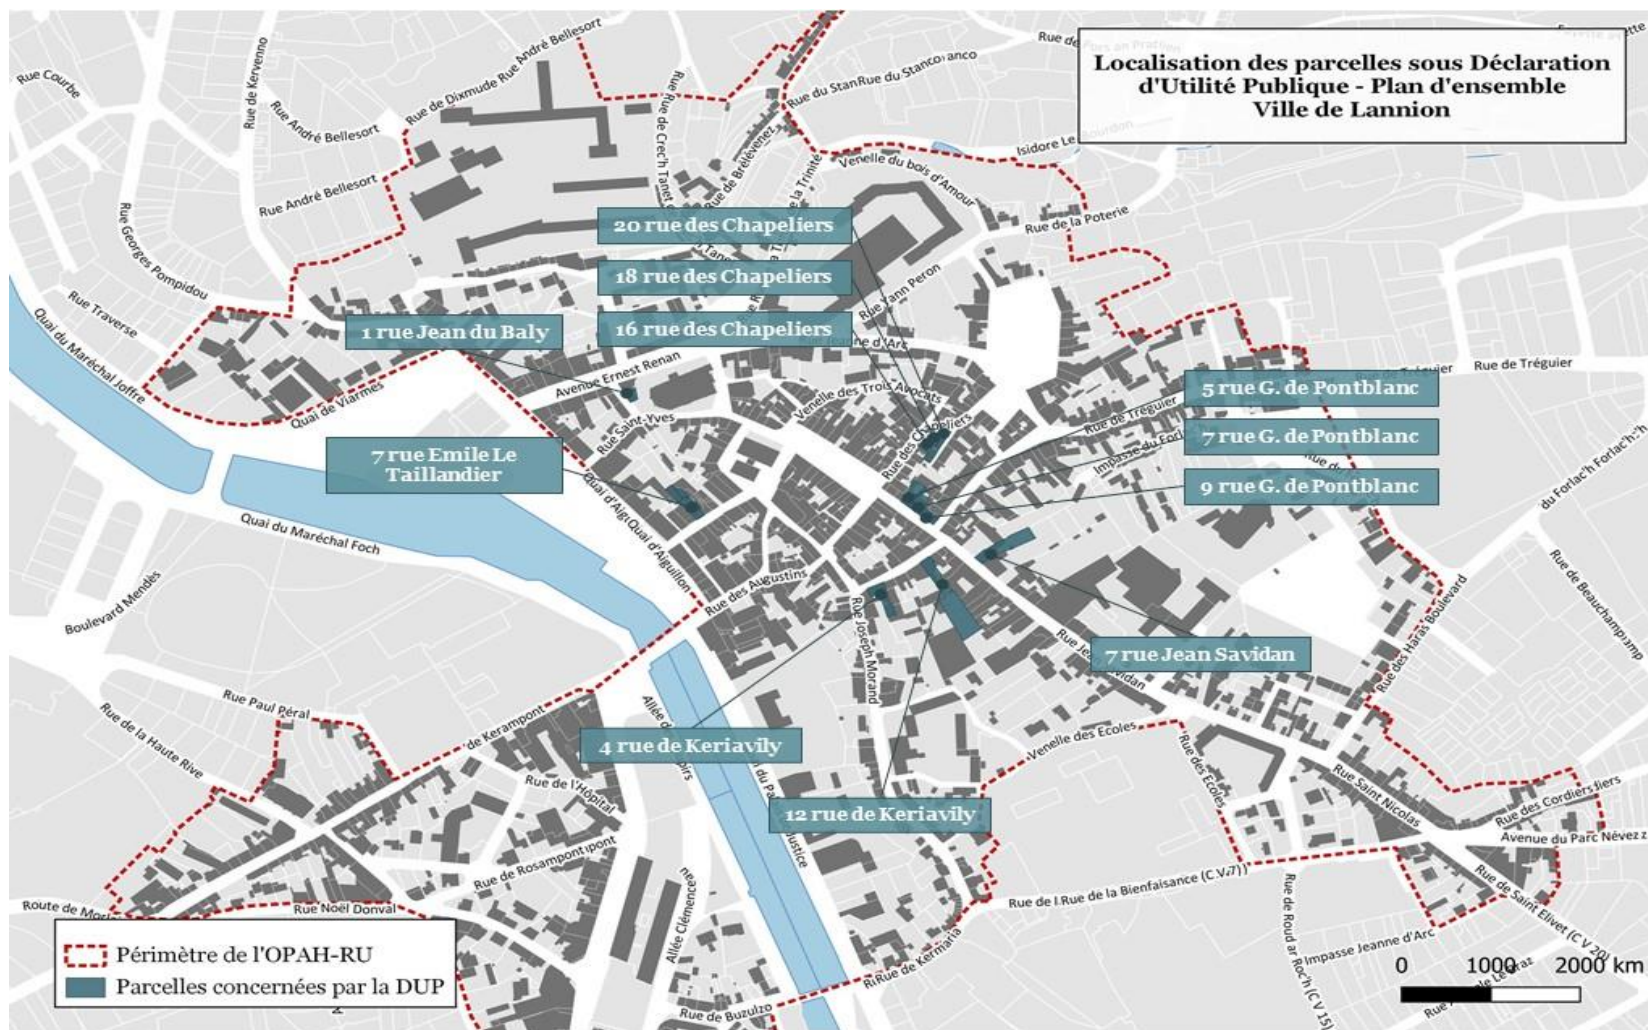 Localisation des parcelles sous Déclaration
d'Utilité Publique - Plan d'ensemble
Ville de Lannion
Rue Courbe
Rue de Kervenno
Rue de Dixmude
Rue André Bellesort
Rue André Bellesort
Rue André Bellesort
Rue Georges Pompidou
Rue Traverse
Quai du Maréchal Joffre
Quai de Viarmes
Rue de Crec'h Tanet
Rue de Brélévenez
Rue du Stanco
Isidore Le
Venelle du bois d'Amour
Rue de la Poterie
Rue Yann Peron
20 rue des Chapeliers
18 rue des Chapeliers
16 rue des Chapeliers
1 rue Jean du Baly
Avenue Ernest Renan
Venelle des Trois Avocats
Rue des Chapeliers
Rue de Tréguier
Rue de Tréguier
Rue Saint-Yves
5 rue G. de Pontblanc
7 rue G. de Pontblanc
9 rue G. de Pontblanc
7 rue Emile Le
Taillandier
Quai d'Aiguillon
Quai du Maréchal Foch
Boulevard Mendès
Rue des Augustins
Rue Joseph Morand
Rue des Haras
Boulevard
du Forlac'h
Rue de Beauchamp
7 rue Jean Savidan
4 rue de Keriavily
12 rue de Keriavily
Rue Paul Péral
Rue de la Haute Rive
de Kerampont
Rue de l'Hôpital
Rue de Rosampont
Rue Noël Donval
Allée Clémence
Venelle des Ecoles
Rue des Ecoles
Rue Saint Nicolas
Rue des Cordiers
Avenue du Parc Névez
Rue de la Bienfaisance (C V 7)
Rue de Saint Elivet (C V 20)
Rue de Roud ar Roc'h (C V 15)
Impasse Jeanne d'Arc
Rue de Kermaria
Rue de Buzulzo
Périmètre de l'OPAH-RU
Parcelles concernées par la DUP
0 1000 2000 km